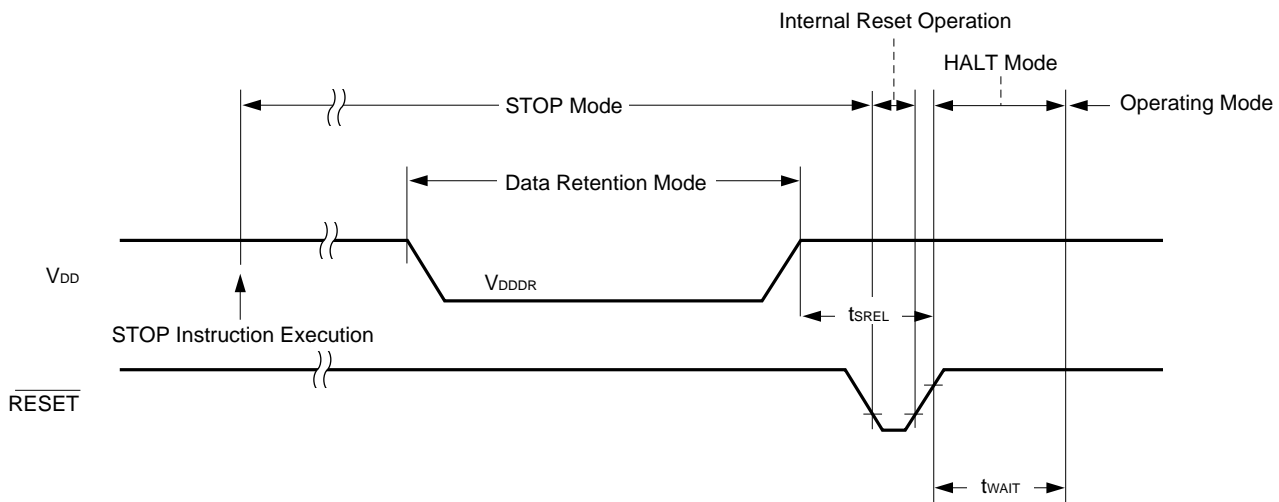 Internal Reset Operation
HALT Mode
STOP Mode
Operating Mode
Data Retention Mode
VDD
VDDDR
STOP Instruction Execution
tSREL
RESET
tWAIT